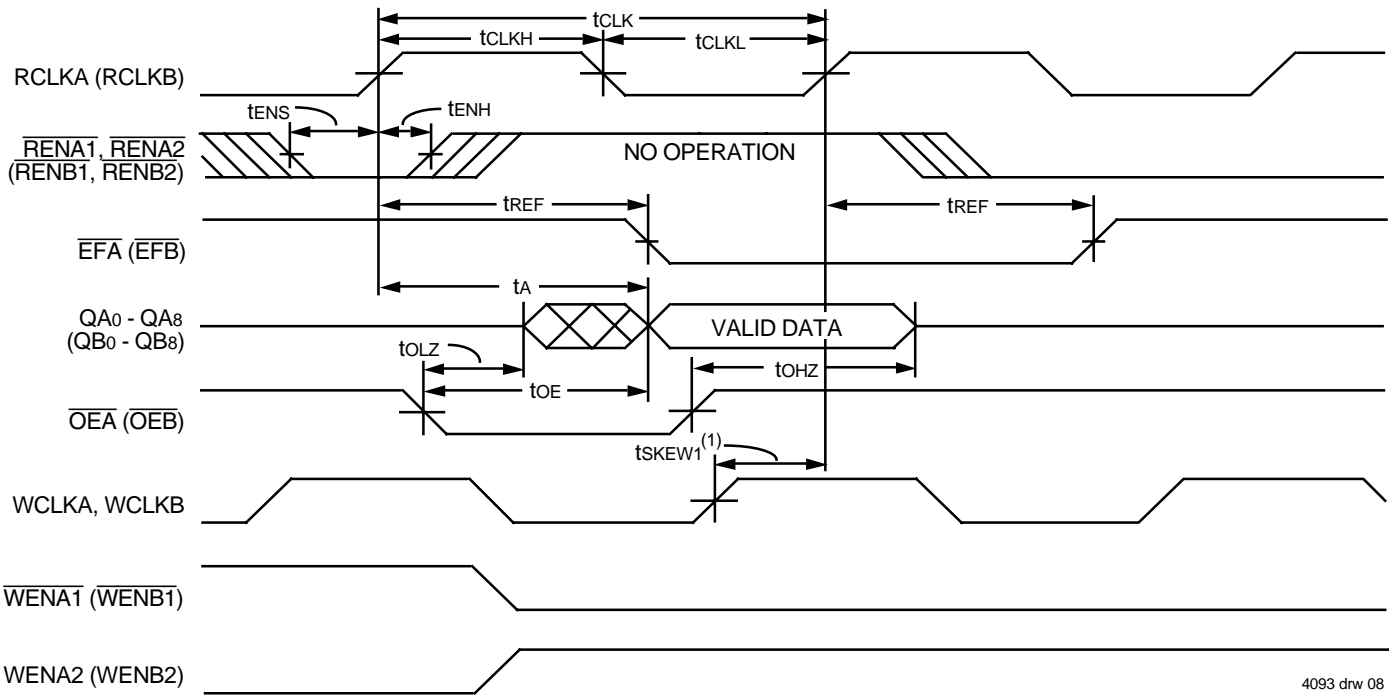 tCLK
tCLKH
tCLKL
RCLKA (RCLKB)
tENS
tENH
RENA1, RENA2
(RENB1, RENB2)
NO OPERATION
tREF
tREF
EFA (EFB)
tA
QA0 - QA8
(QB0 - QB8)
VALID DATA
tOLZ
tOHZ
tOE
OEA (OEB)
tSKEW1(1)
WCLKA, WCLKB
WENA1 (WENB1)
WENA2 (WENB2)
4093 drw 08